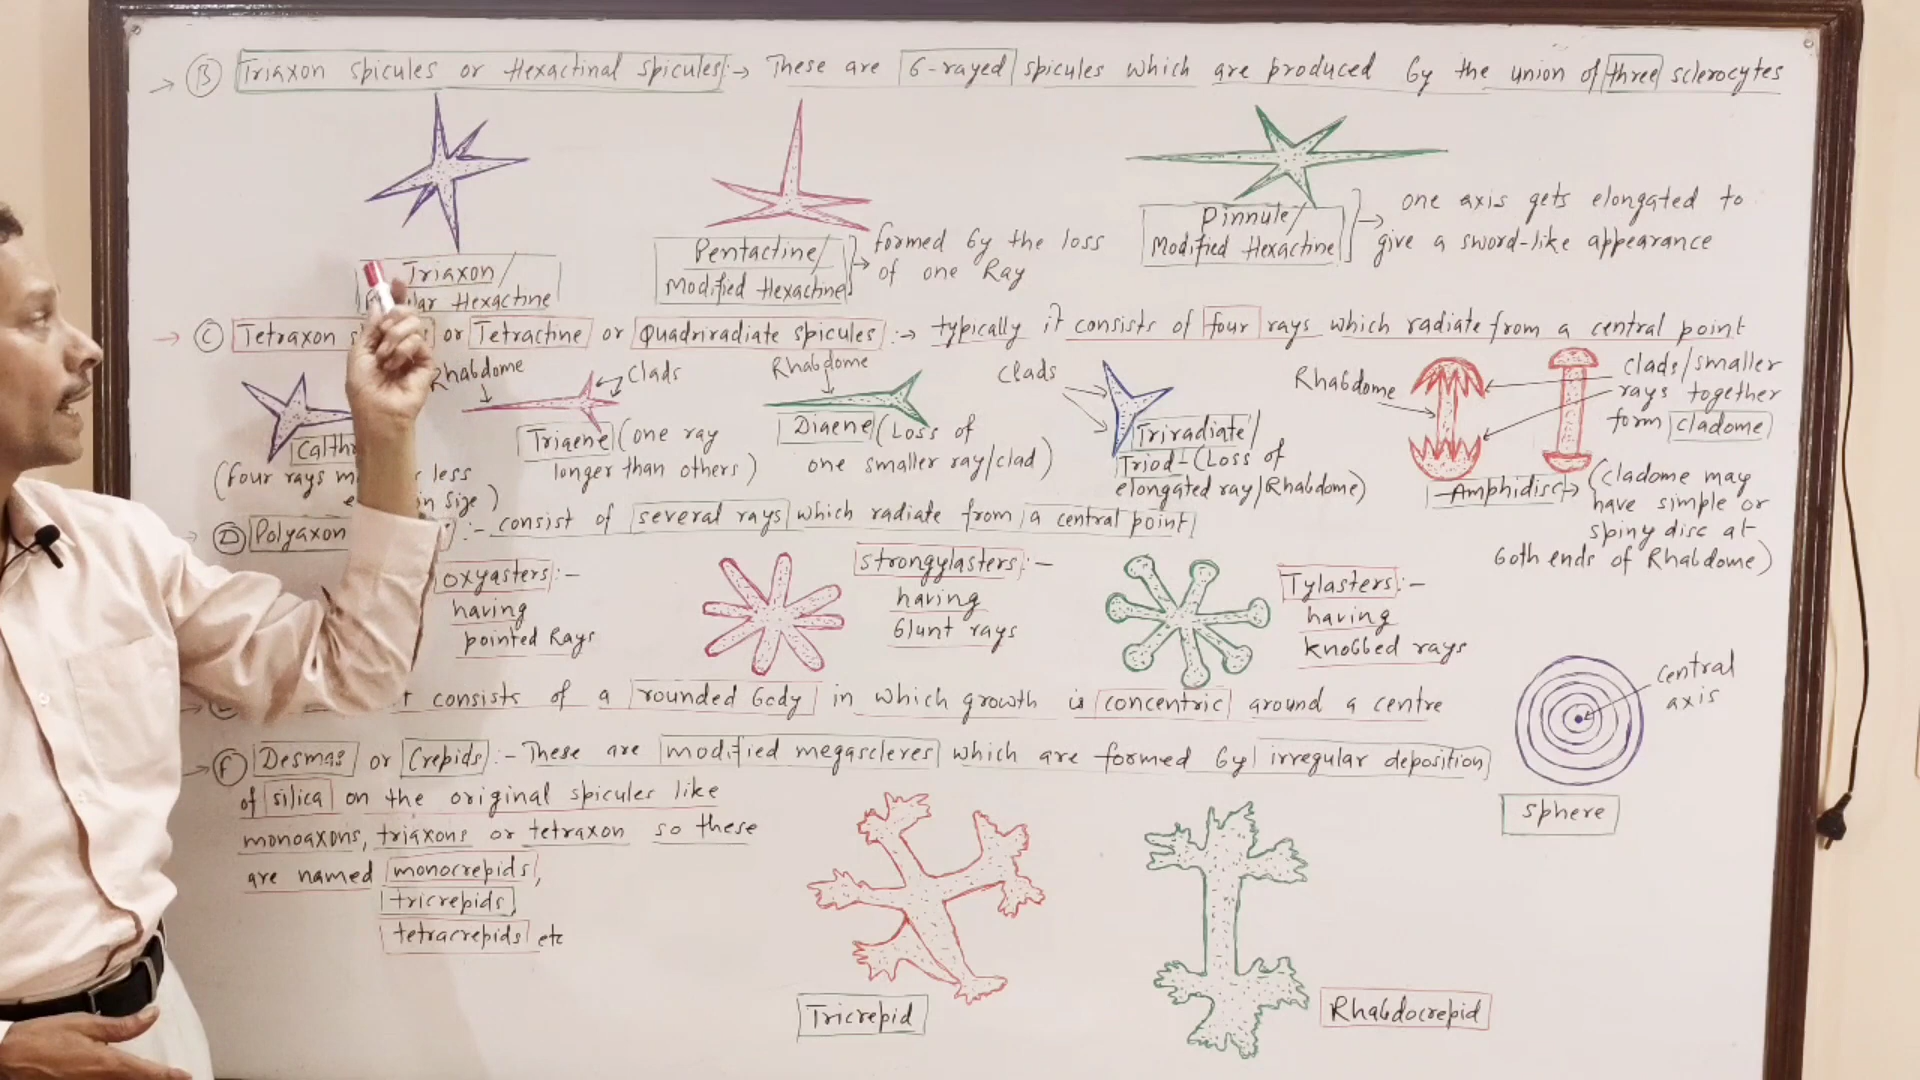 → (B) Triaxon spicules or Hexactinal spicules:→ These are 6-rayed spicules which are produced by the union of three sclerocytes
Triaxon/
Hexactine
Pentactine/
Modified Hexactine
→ formed by the loss
of one Ray
Pinnule/
Modified Hexactine
→ one axis gets elongated to
give a sword-like appearance
→ (C) Tetraxon or Tetractine or Quadriradiate spicules:→ typically it consists of four rays which radiate from a central point
(four rays less
in size)
Rhabdome
Clads
Triaene (one ray
longer than others)
Rhabdome
Diaene (Loss of
one smaller ray/clad)
Clads
Triradiate/
Triod-(Loss of
elongated ray/Rhabdome)
Rhabdome
clads/smaller
rays together
form cladome
Amphidisc→ (Cladome may
have simple or
spiny disc at
both ends of Rhabdome)
(D) Polyaxon :- consist of several rays which radiate from a central point
oxyasters:-
having
pointed Rays
strongylasters:-
having
blunt rays
Tylasters:-
having
knobbed rays
consists of a rounded body in which growth is concentric around a centre
central
axis
sphere
→ (F) Desmas or Crepids:- These are modified megascleres which are formed by irregular deposition
of silica on the original spicules like
monoaxons, triaxons or tetraxon so these
are named monocrepids,
tricrepids,
tetracrepids etc
Tricrepid
Rhabdocrepid